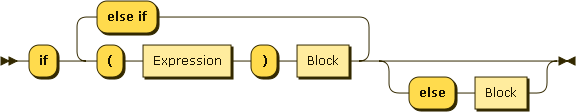 else if
if ( Expression ) Block
else Block